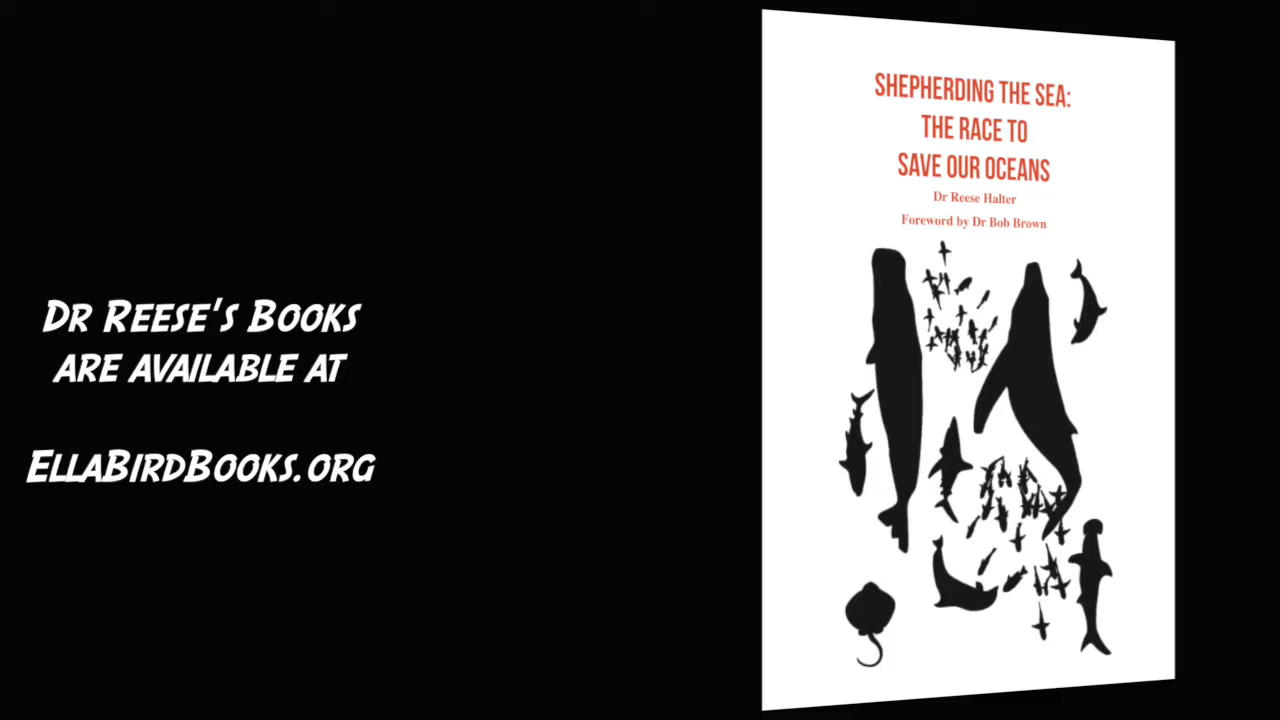 Dr Reese's Books
are available at
EllaBirdBooks.org
SHEPHERDING THE SEA:
THE RACE TO
SAVE OUR OCEANS
Dr Reese Halter
Foreword by Dr Bob Brown